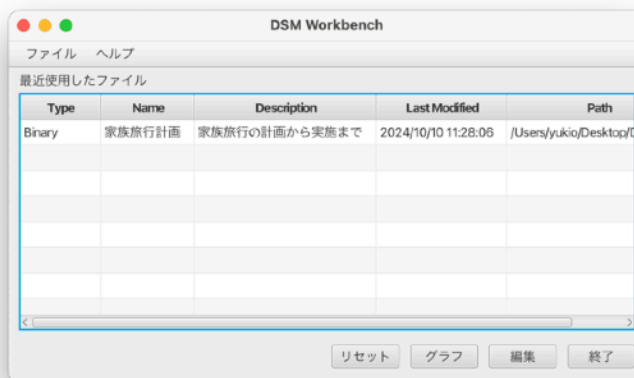 DSM Workbench
ファイル ヘルプ
最近使用したファイル
Type Name Description Last Modified Path
Binary 家族旅行計画 家族旅行の計画から実施まで 2024/10/10 11:28:06 /Users/yukio/Desktop/D
リセット グラフ 編集 終了